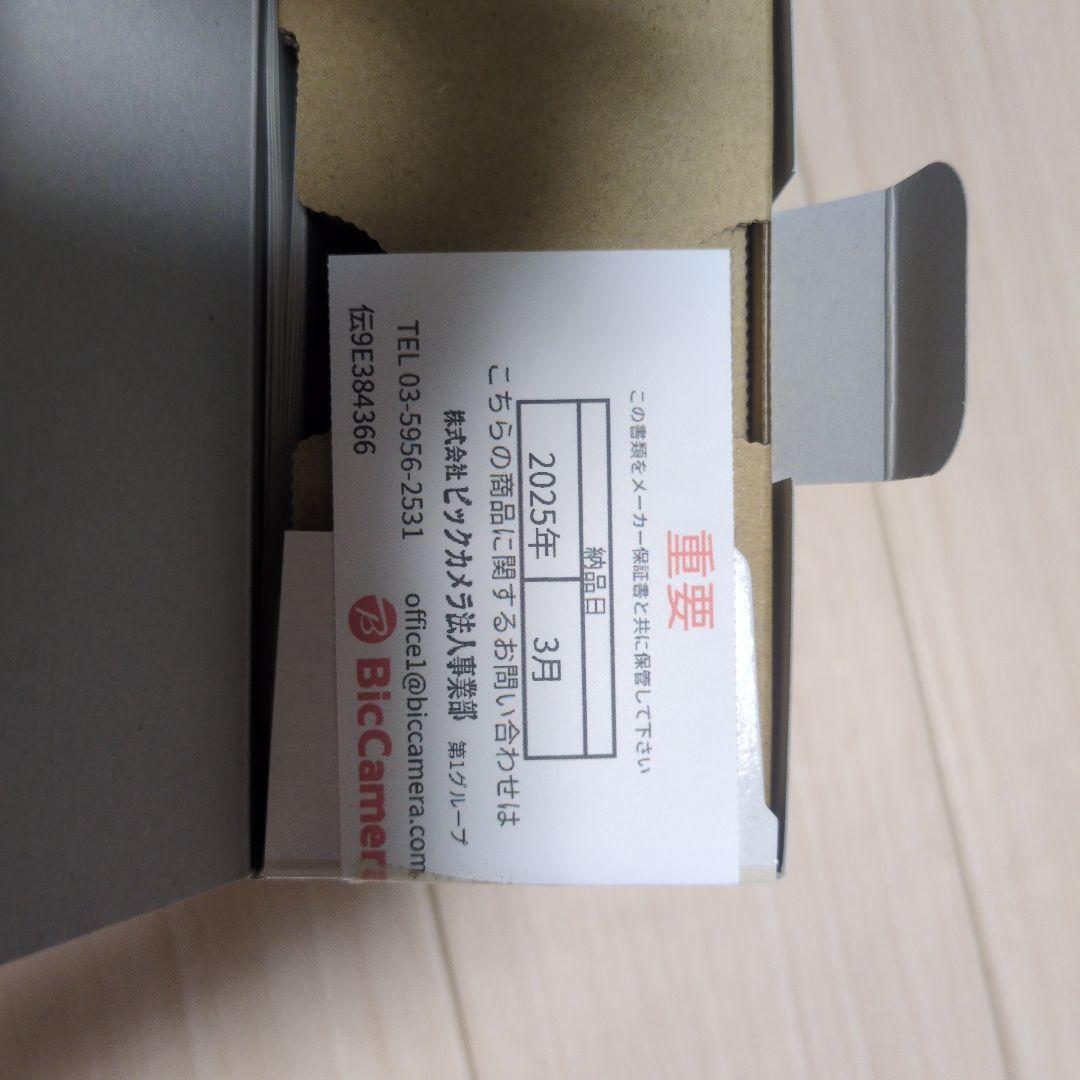 重要
この書類をメーカー保証書と共に保管して下さい
納品日
2025年 3月
こちらの商品に関するお問い合わせは
株式会社ビックカメラ法人事業部 第1グループ
TEL 03-5956-2531 office1@biccamera.com
伝9E384366 BicCamera